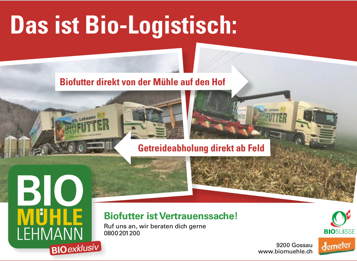 Das ist Bio-Logistisch:
Biofutter direkt von der Mühle auf den Hof
BIOFUTTER
Getreideabholung direkt ab Feld
BIO
MÜHLE
LEHMANN
BIO exklusiv
Biofutter ist Vertrauenssache!
Ruf uns an, wir beraten dich gerne
0800 201 200
BIOSUISSE
9200 Gossau
www.biomuehle.ch
demeter